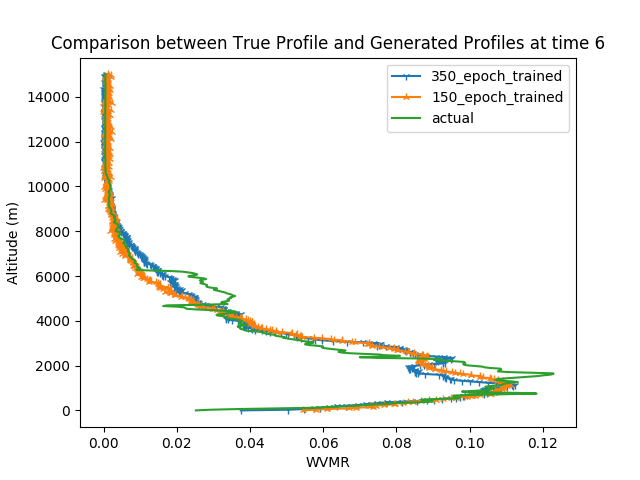 Comparison between True Profile and Generated Profiles at time 6
350_epoch_trained
150_epoch_trained
actual
14000
12000
10000
8000
6000
4000
2000
0
Altitude (m)
0.00 0.02 0.04 0.06 0.08 0.10 0.12
WVMR